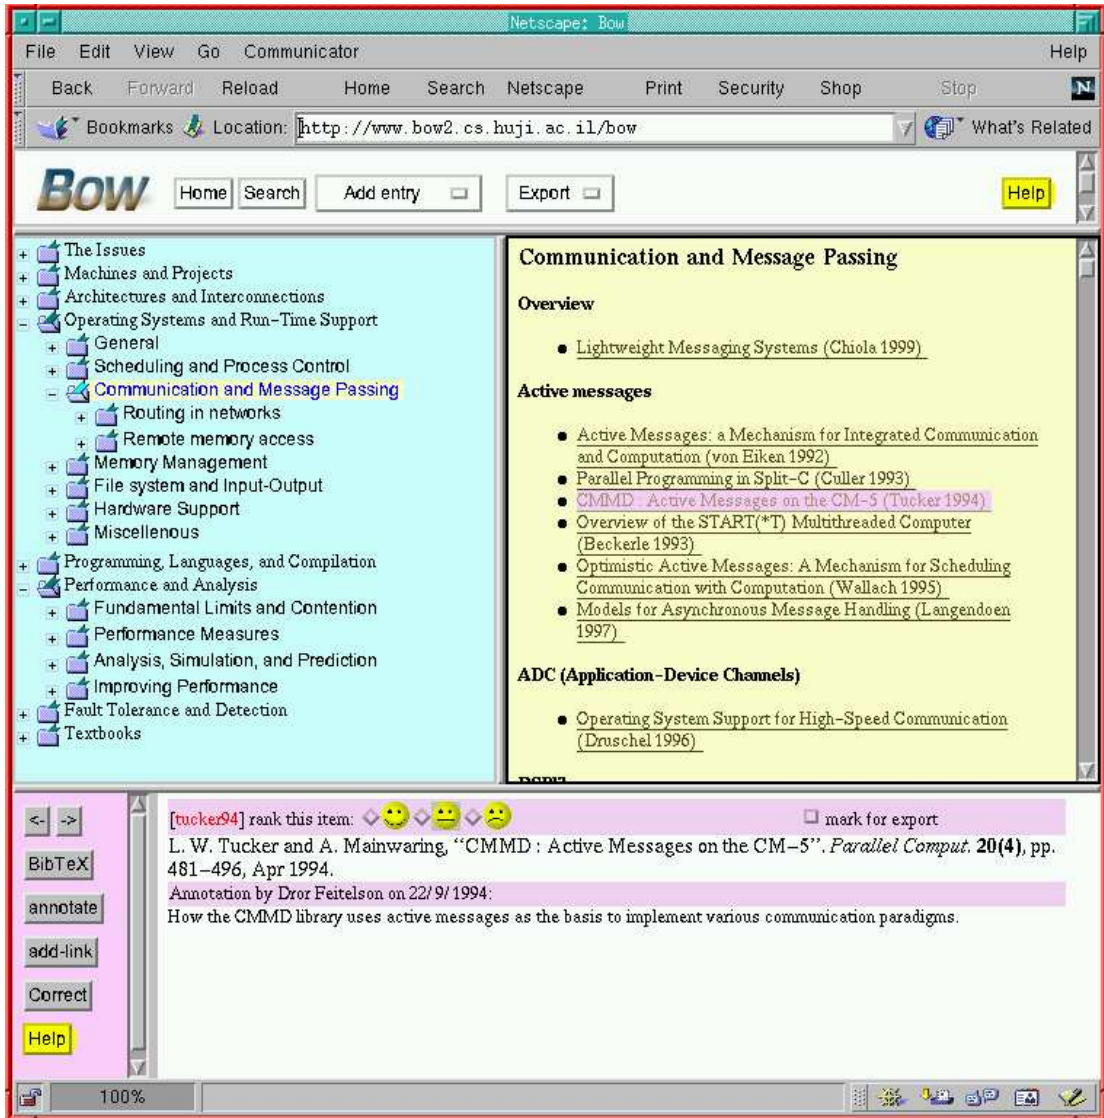 Netscape: Bow
File Edit View Go Communicator Help
Back Forward Reload Home Search Netscape Print Security Shop Stop N
Bookmarks Location: http://www.bow2.cs.huji.ac.il/bow What's Related
Bow Home Search Add entry Export Help
The Issues
Machines and Projects
Architectures and Interconnections
Operating Systems and Run-Time Support
General
Scheduling and Process Control
Communication and Message Passing
Routing in networks
Remote memory access
Memory Management
File system and Input-Output
Hardware Support
Miscellenous
Programming, Languages, and Compilation
Performance and Analysis
Fundamental Limits and Contention
Performance Measures
Analysis, Simulation, and Prediction
Improving Performance
Fault Tolerance and Detection
Textbooks
Communication and Message Passing
Overview
Lightweight Messaging Systems (Chiola 1999)
Active messages
Active Messages: a Mechanism for Integrated Communication
and Computation (von Eiken 1992)
Parallel Programming in Split-C (Culler 1993)
CMMD : Active Messages on the CM-5 (Tucker 1994)
Overview of the START(*T) Multithreaded Computer
(Beckerle 1993)
Optimistic Active Messages: A Mechanism for Scheduling
Communication with Computation (Wallach 1995)
Models for Asynchronous Message Handling (Langendoen
1997)
ADC (Application-Device Channels)
Operating System Support for High-Speed Communication
(Druschel 1996)
<- ->
BibTeX
annotate
add-link
Correct
Help
[tucker94] rank this item: mark for export
L. W. Tucker and A. Mainwaring, “CMMD : Active Messages on the CM-5”. Parallel Comput. 20(4), pp.
481-496, Apr 1994.
Annotation by Dror Feitelson on 22/9/1994:
How the CMMD library uses active messages as the basis to implement various communication paradigms.
100%